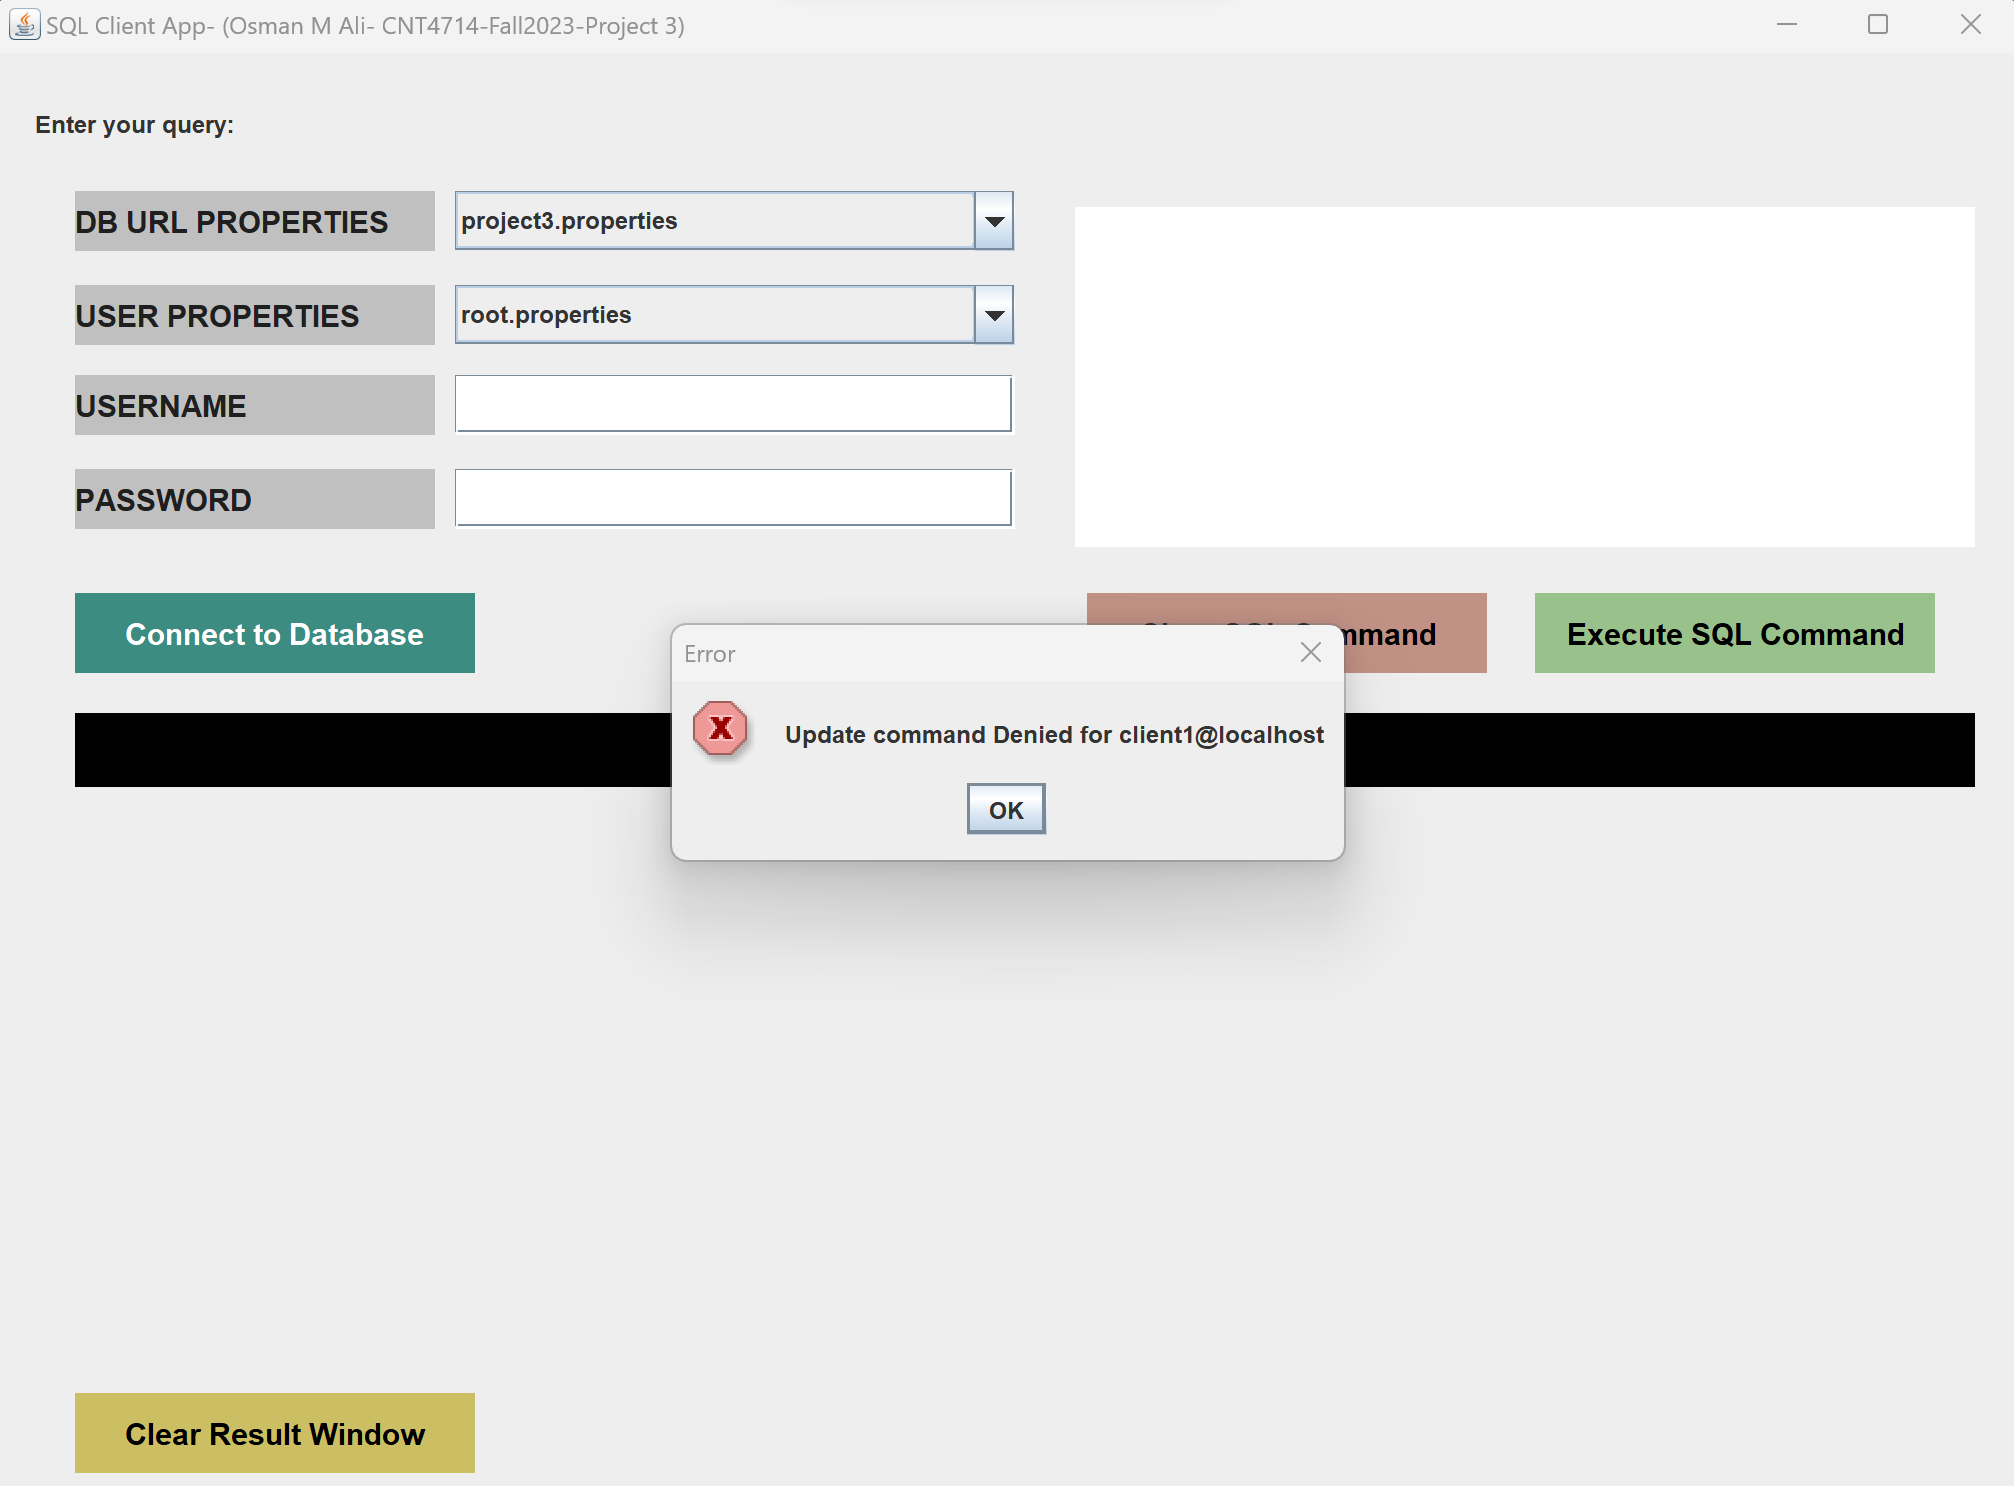 SQL Client App- (Osman M Ali- CNT4714-Fall2023-Project 3)
Enter your query:
DB URL PROPERTIES
project3.properties
USER PROPERTIES
root.properties
USERNAME
PASSWORD
Connect to Database
Execute SQL Command
Error
Update command Denied for client1@localhost
OK
Clear Result Window